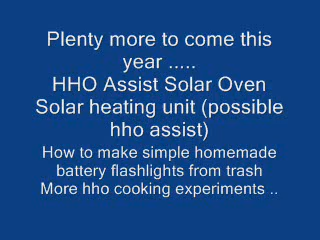 Plenty more to come this
year .....
HHO Assist Solar Oven
Solar heating unit (possible
hho assist)
How to make simple homemade
battery flashlights from trash
More hho cooking experiments ..